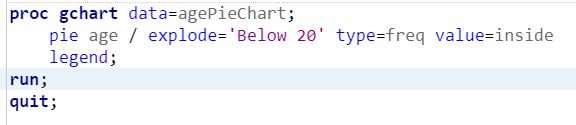 proc gchart data=agePieChart;
    pie age / explode='Below 20' type=freq value=inside
    legend;
run;
quit;